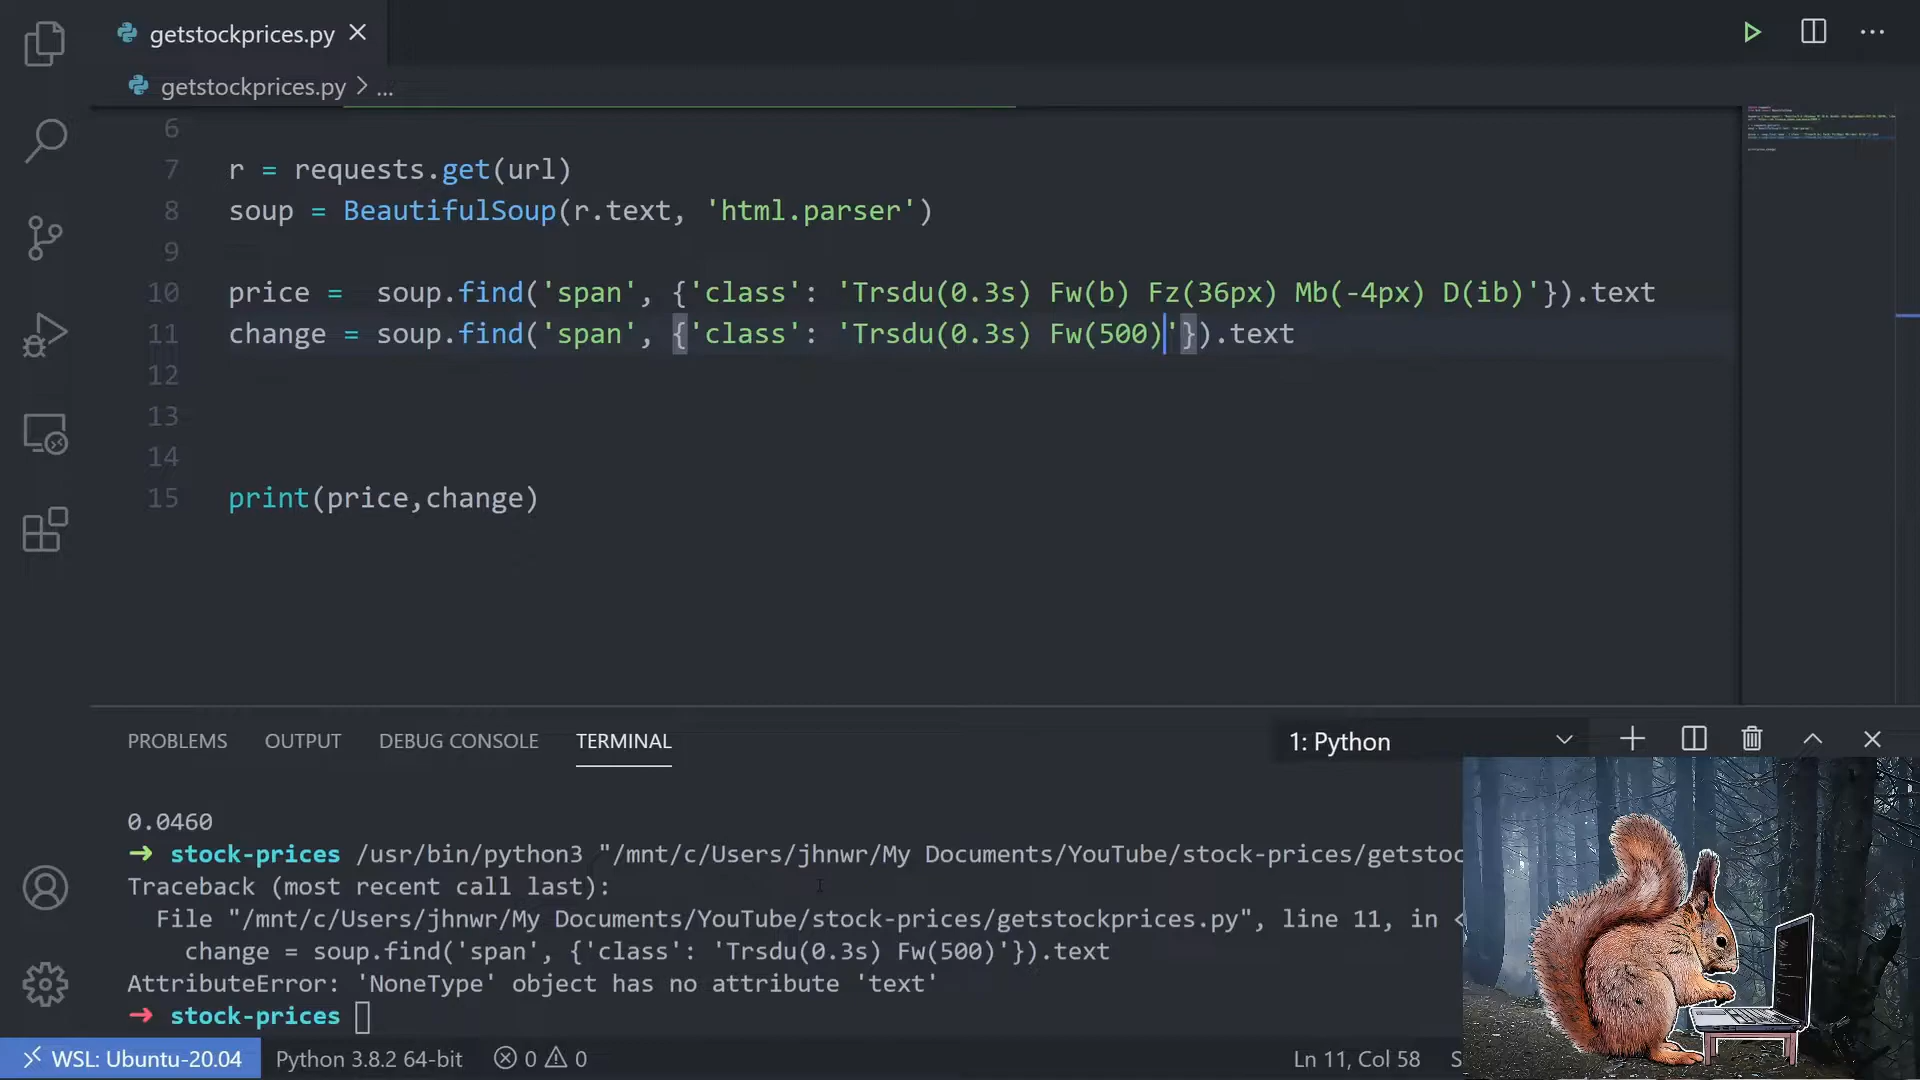 getstockprices.py
getstockprices.py > ...
6
7 r = requests.get(url)
8 soup = BeautifulSoup(r.text, 'html.parser')
9
10 price =  soup.find('span', {'class': 'Trsdu(0.3s) Fw(b) Fz(36px) Mb(-4px) D(ib)'}).text
11 change = soup.find('span', {'class': 'Trsdu(0.3s) Fw(500)'}).text
12
13
14
15 print(price,change)
PROBLEMS OUTPUT DEBUG CONSOLE TERMINAL 1: Python
0.0460
→ stock-prices /usr/bin/python3 "/mnt/c/Users/jhnwr/My Documents/YouTube/stock-prices/getstoc
Traceback (most recent call last):
File "/mnt/c/Users/jhnwr/My Documents/YouTube/stock-prices/getstockprices.py", line 11, in <
change = soup.find('span', {'class': 'Trsdu(0.3s) Fw(500)'}).text
AttributeError: 'NoneType' object has no attribute 'text'
→ stock-prices
WSL: Ubuntu-20.04 Python 3.8.2 64-bit 0 0 Ln 11, Col 58 S